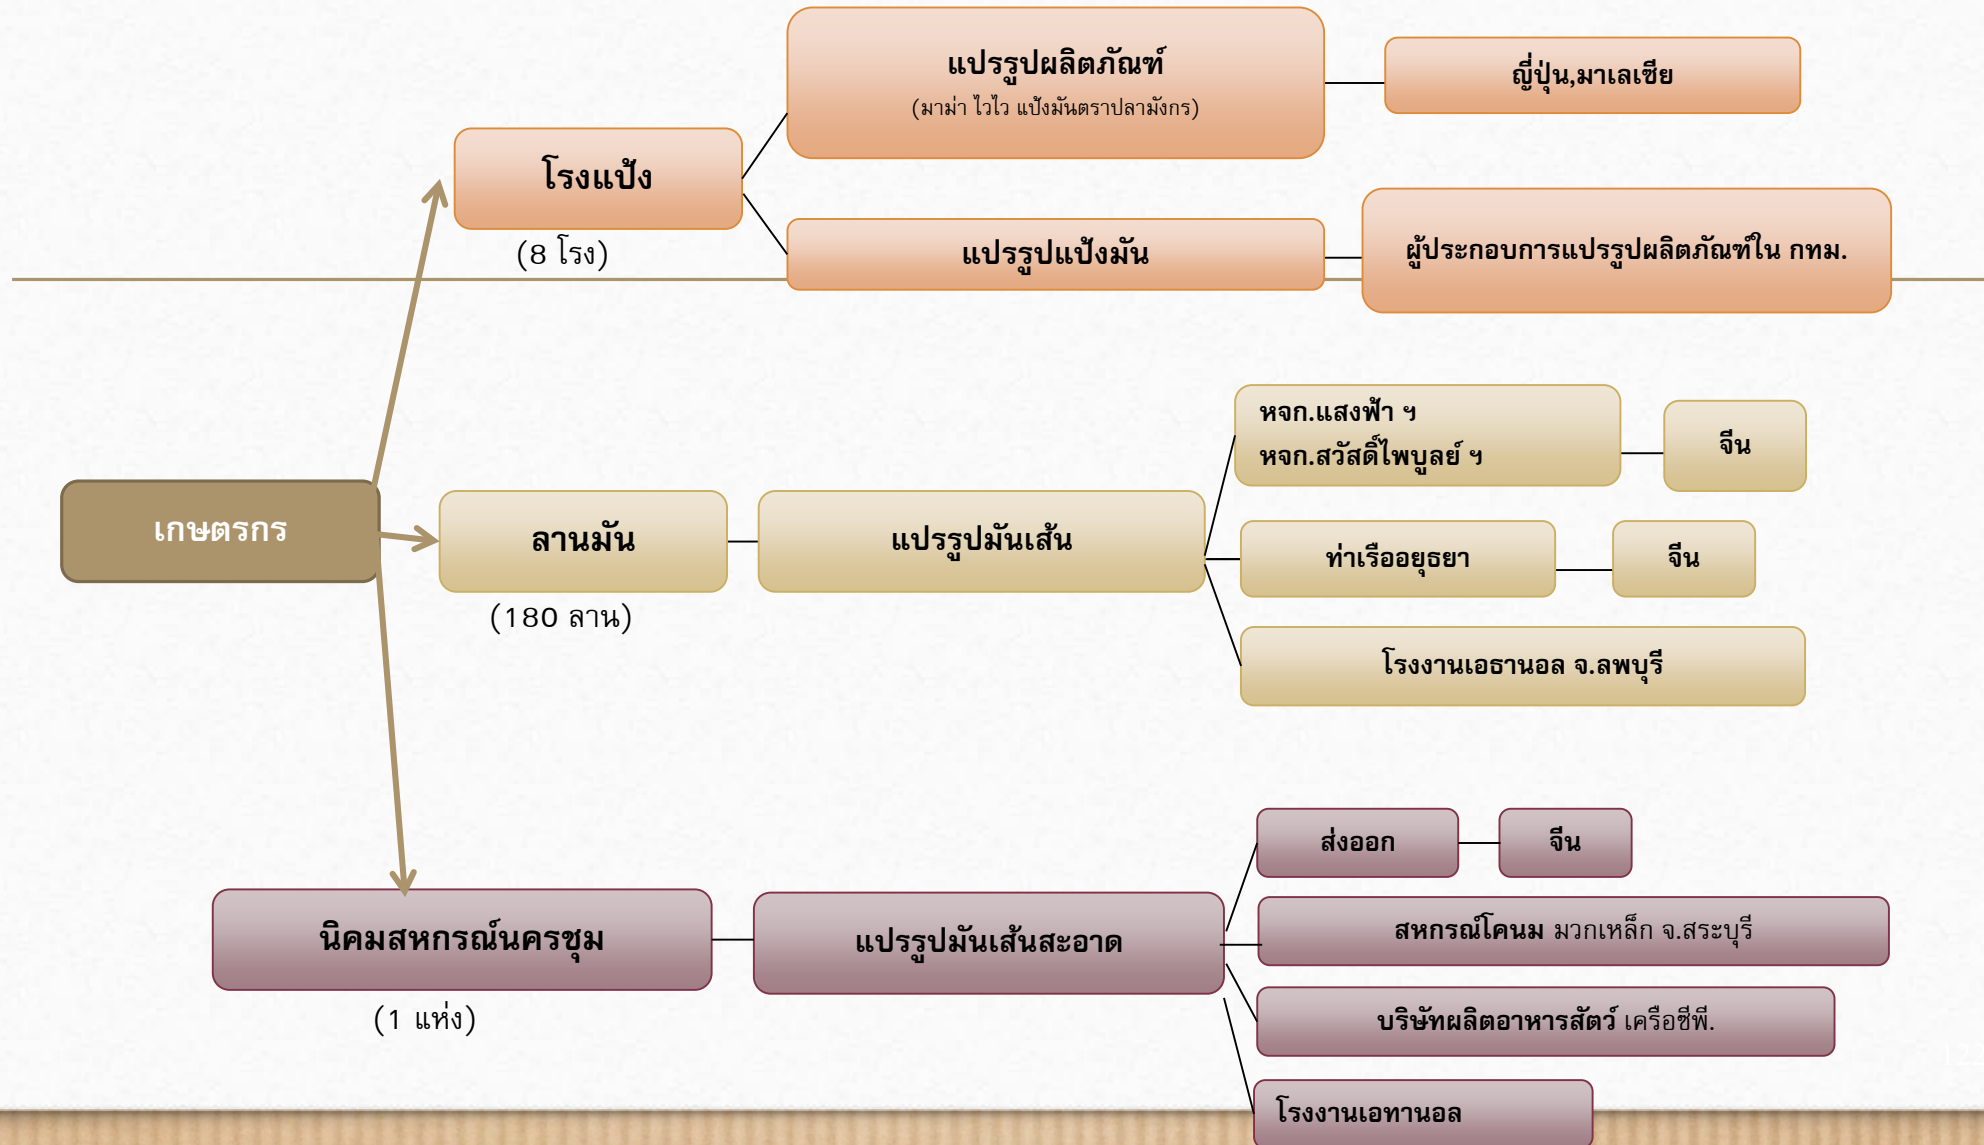 แปรรูปผลิตภัณฑ์
(มาม่า ไวไว แป้งมันตราปลามังกร)
ญี่ปุ่น,มาเลเซีย
โรงแป้ง
(8 โรง)
แปรรูปแป้งมัน
ผู้ประกอบการแปรรูปผลิตภัณฑ์ใน กทม.
เกษตรกร
ลานมัน
(180 ลาน)
แปรรูปมันเส้น
หจก.แสงฟ้า ฯ
หจก.สวัสดิ์ไพบูลย์ ฯ
จีน
ท่าเรืออยุธยา
จีน
โรงงานเอธานอล จ.ลพบุรี
นิคมสหกรณ์นครชุม
(1 แห่ง)
แปรรูปมันเส้นสะอาด
ส่งออก
จีน
สหกรณ์โคนม มวกเหล็ก จ.สระบุรี
บริษัทผลิตอาหารสัตว์ เครือซีพี.
โรงงานเอทานอล